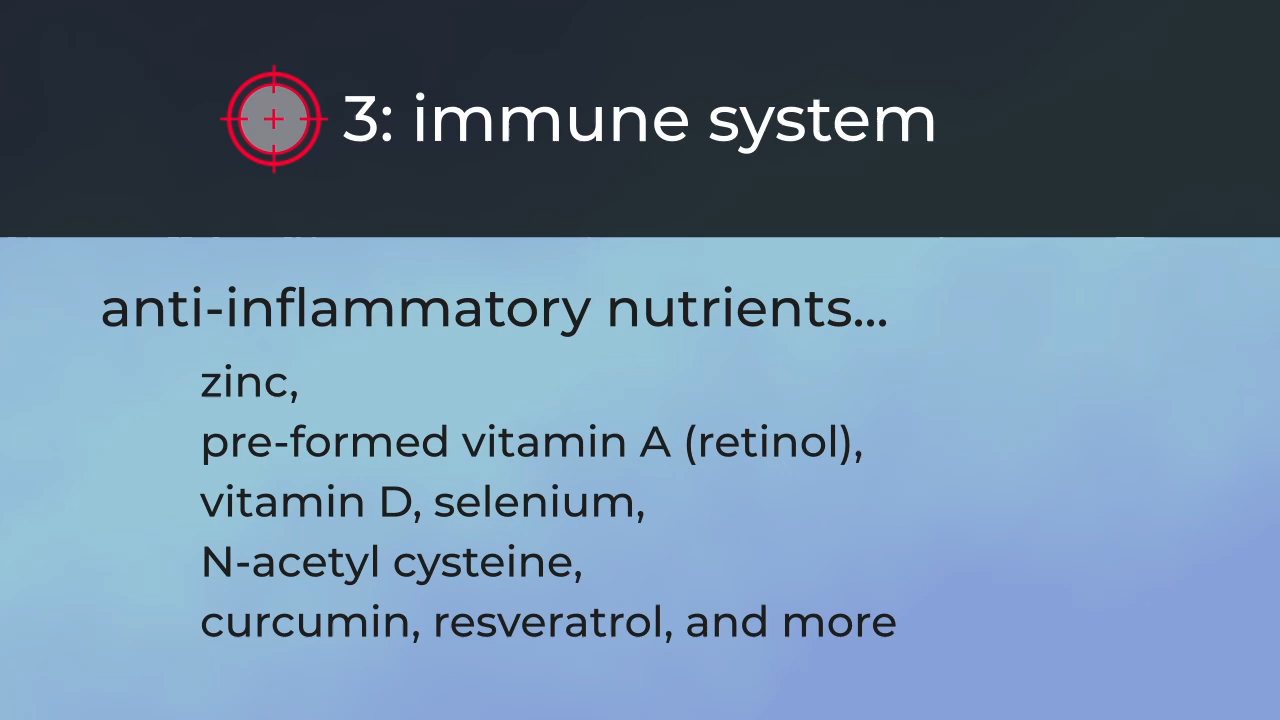 3: immune system
anti-inflammatory nutrients...
zinc,
pre-formed vitamin A (retinol),
vitamin D, selenium,
N-acetyl cysteine,
curcumin, resveratrol, and more